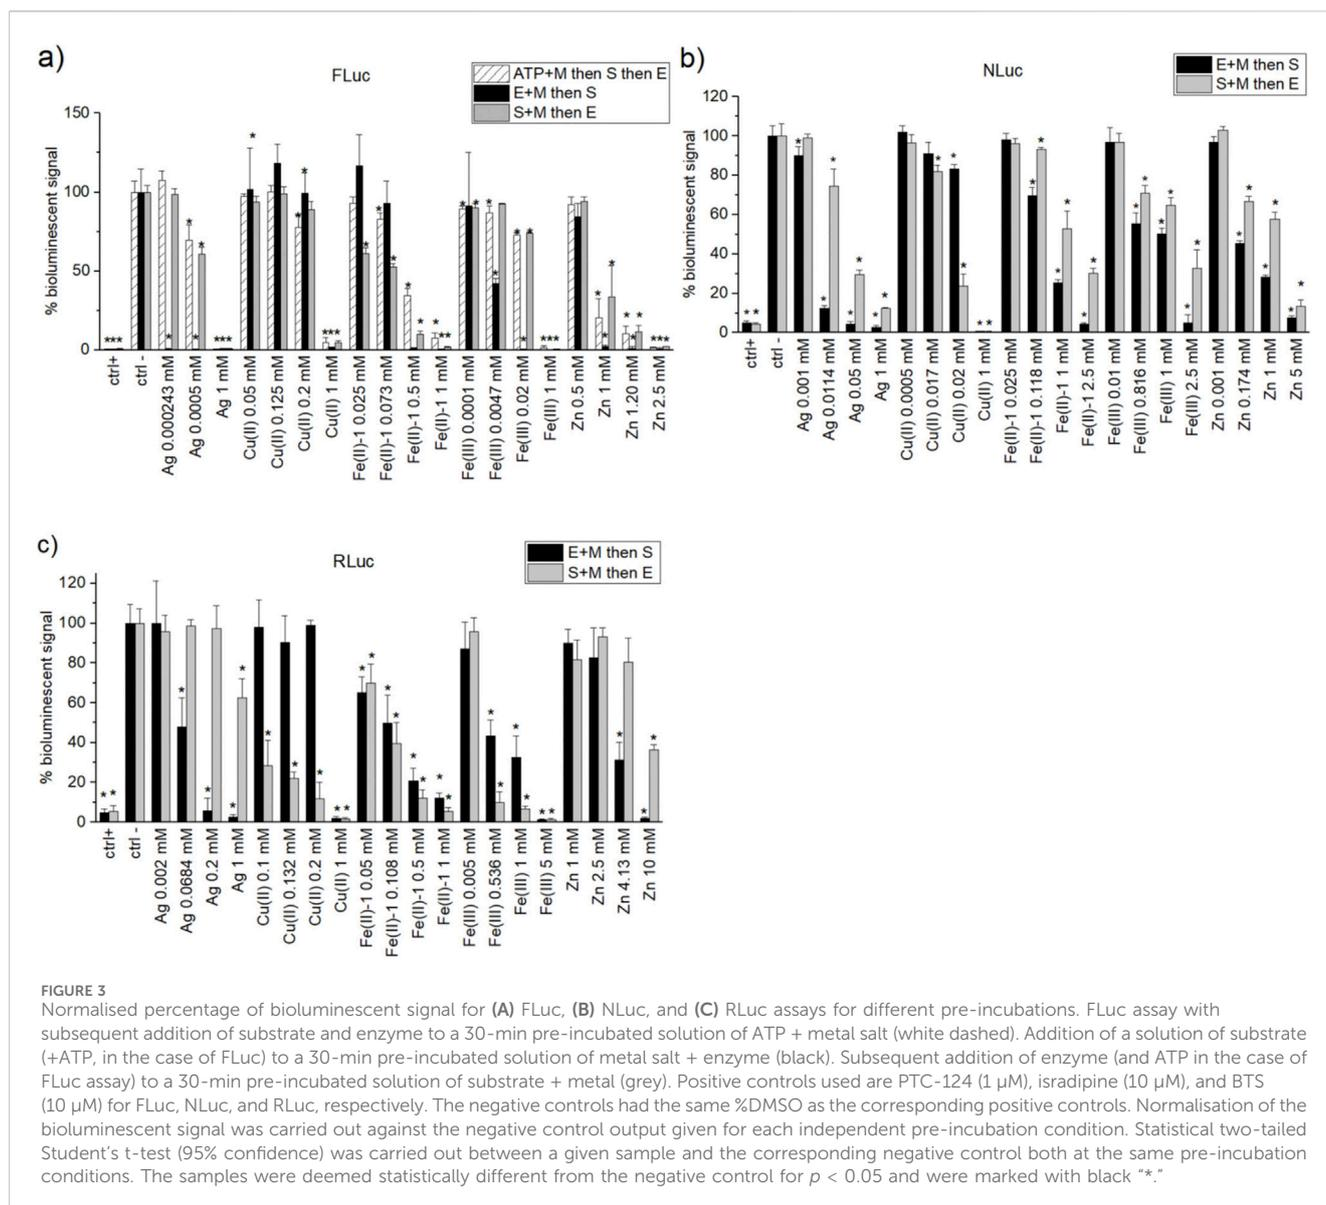 a)
FLuc
ATP+M then S then E
E+M then S
S+M then E
% bioluminescent signal
150
100
50
0
ctrl+
ctrl -
Ag 0.000243 mM
Ag 0.0005 mM
Ag 1 mM
Cu(II) 0.05 mM
Cu(II) 0.125 mM
Cu(II) 0.2 mM
Cu(II) 1 mM
Fe(II)-1 0.025 mM
Fe(II)-1 0.073 mM
Fe(II)-1 0.5 mM
Fe(II)-1 1 mM
Fe(III) 0.0001 mM
Fe(III) 0.0047 mM
Fe(III) 0.02 mM
Fe(III) 1 mM
Zn 0.5 mM
Zn 1 mM
Zn 1.20 mM
Zn 2.5 mM
b)
NLuc
E+M then S
S+M then E
% bioluminescent signal
120
100
80
60
40
20
0
ctrl+
ctrl -
Ag 0.001 mM
Ag 0.0114 mM
Ag 0.05 mM
Ag 1 mM
Cu(II) 0.0005 mM
Cu(II) 0.017 mM
Cu(II) 0.02 mM
Cu(II) 1 mM
Fe(II)-1 0.025 mM
Fe(II)-1 0.118 mM
Fe(II)-1 1 mM
Fe(II)-1 2.5 mM
Fe(III) 0.01 mM
Fe(III) 0.816 mM
Fe(III) 1 mM
Fe(III) 2.5 mM
Zn 0.001 mM
Zn 0.174 mM
Zn 1 mM
Zn 5 mM
c)
RLuc
E+M then S
S+M then E
% bioluminescent signal
120
100
80
60
40
20
0
ctrl+
ctrl -
Ag 0.002 mM
Ag 0.0684 mM
Ag 0.2 mM
Ag 1 mM
Cu(II) 0.1 mM
Cu(II) 0.132 mM
Cu(II) 0.2 mM
Cu(II) 1 mM
Fe(II)-1 0.05 mM
Fe(II)-1 0.108 mM
Fe(II)-1 0.5 mM
Fe(II)-1 1 mM
Fe(III) 0.005 mM
Fe(III) 0.536 mM
Fe(III) 1 mM
Fe(III) 5 mM
Zn 1 mM
Zn 2.5 mM
Zn 4.13 mM
Zn 10 mM
FIGURE 3
Normalised percentage of bioluminescent signal for (A) FLuc, (B) NLuc, and (C) RLuc assays for different pre-incubations. FLuc assay with
subsequent addition of substrate and enzyme to a 30-min pre-incubated solution of ATP + metal salt (white dashed). Addition of a solution of substrate
(+ATP, in the case of FLuc) to a 30-min pre-incubated solution of metal salt + enzyme (black). Subsequent addition of enzyme (and ATP in the case of
FLuc assay) to a 30-min pre-incubated solution of substrate + metal (grey). Positive controls used are PTC-124 (1 µM), isradipine (10 µM), and BTS
(10 µM) for FLuc, NLuc, and RLuc, respectively. The negative controls had the same %DMSO as the corresponding positive controls. Normalisation of the
bioluminescent signal was carried out against the negative control output given for each independent pre-incubation condition. Statistical two-tailed
Student's t-test (95% confidence) was carried out between a given sample and the corresponding negative control both at the same pre-incubation
conditions. The samples were deemed statistically different from the negative control for p < 0.05 and were marked with black "*."